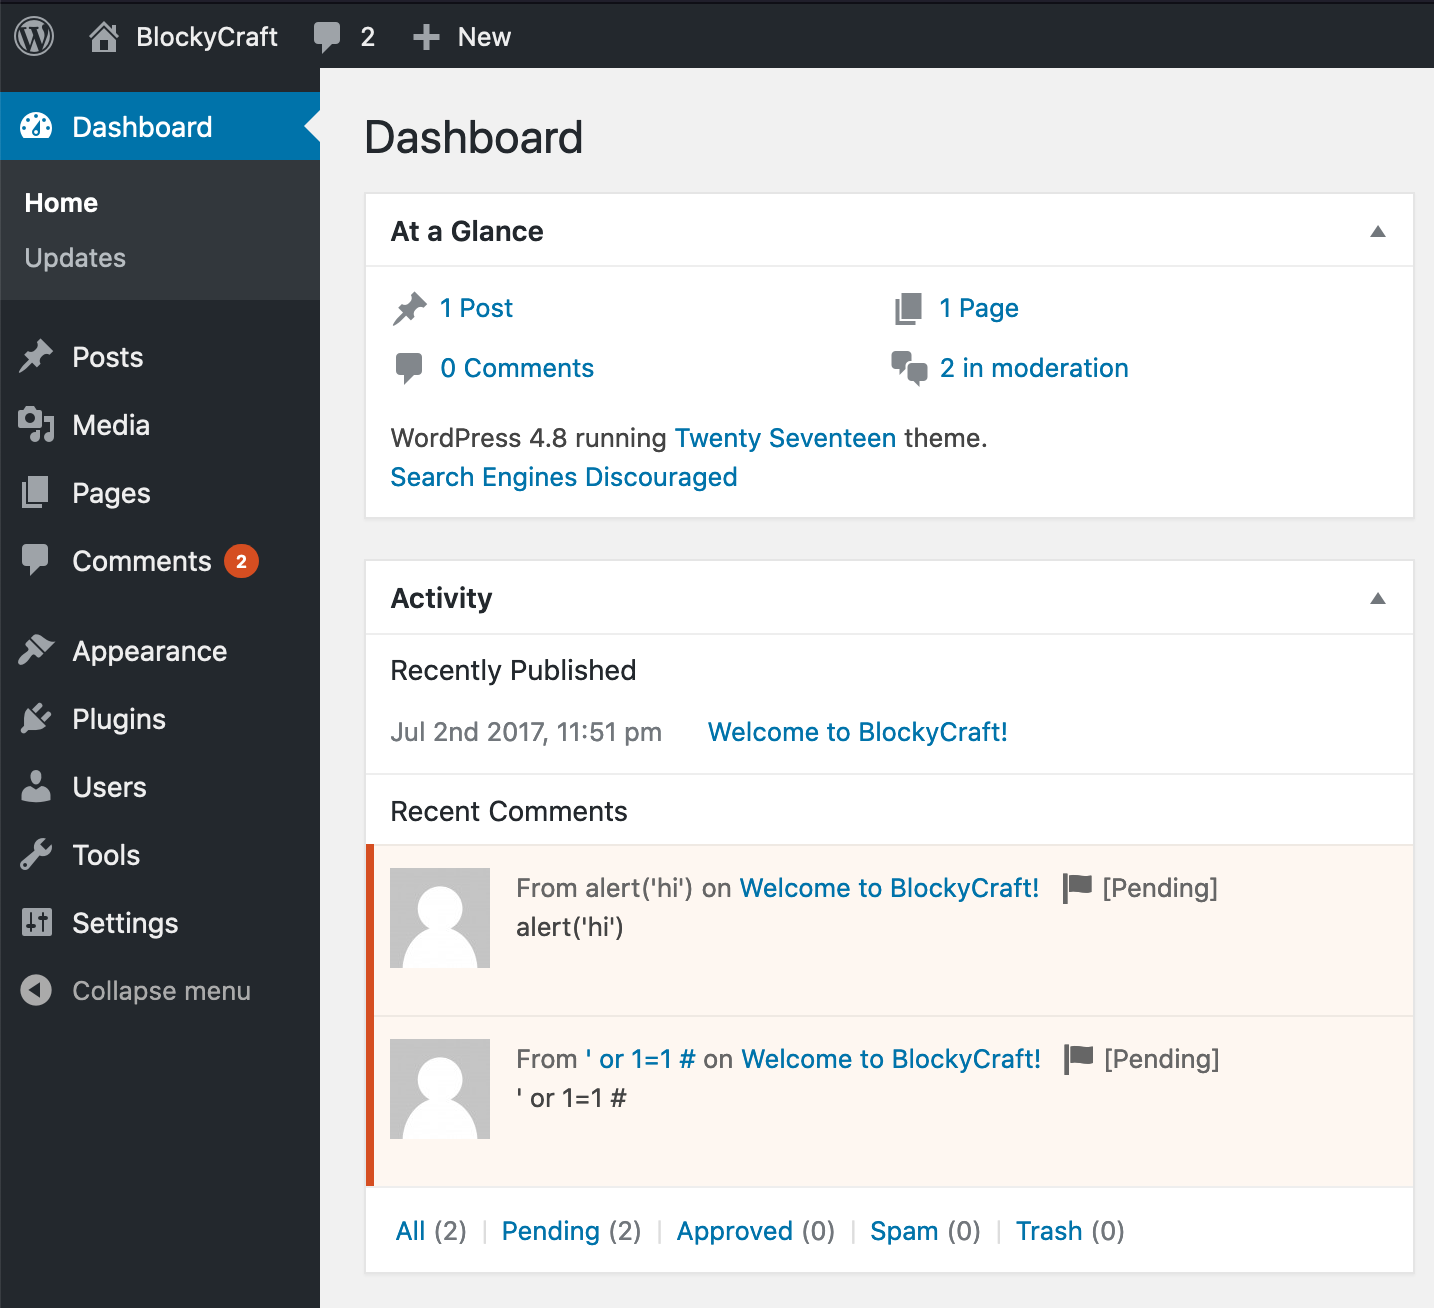 BlockyCraft 2 New
Dashboard
Home
Updates
Posts
Media
Pages
Comments 2
Appearance
Plugins
Users
Tools
Settings
Collapse menu
Dashboard
At a Glance
1 Post 1 Page
0 Comments 2 in moderation
WordPress 4.8 running Twenty Seventeen theme.
Search Engines Discouraged
Activity
Recently Published
Jul 2nd 2017, 11:51 pm Welcome to BlockyCraft!
Recent Comments
From alert('hi') on Welcome to BlockyCraft! [Pending]
alert('hi')
From ' or 1=1 # on Welcome to BlockyCraft! [Pending]
' or 1=1 #
All (2) | Pending (2) | Approved (0) | Spam (0) | Trash (0)